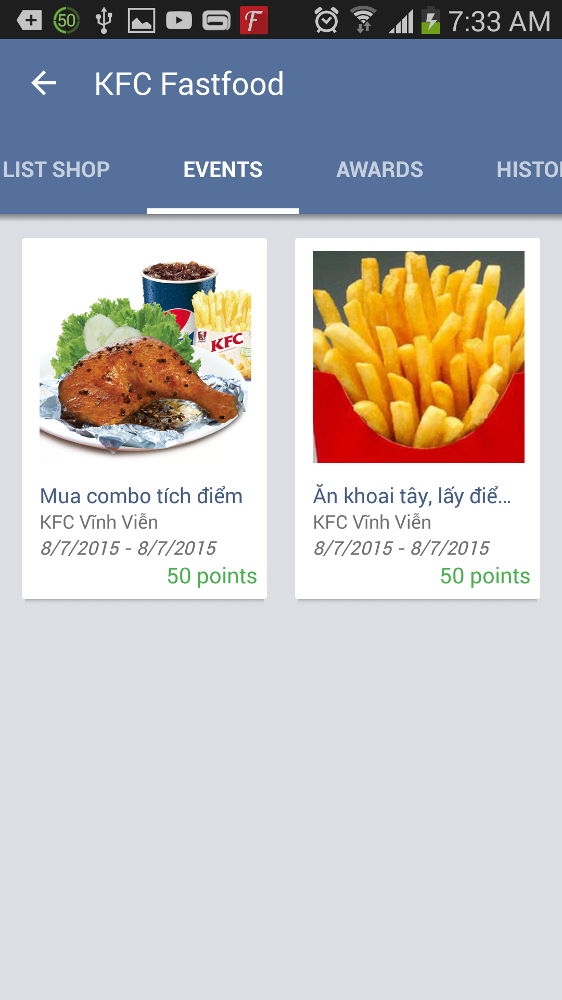 50 F 7:33 AM
KFC Fastfood
LIST SHOP EVENTS AWARDS HISTO
KFC
Mua combo tích điểm
KFC Vĩnh Viễn
8/7/2015 - 8/7/2015
50 points
Ăn khoai tây, lấy điể...
KFC Vĩnh Viễn
8/7/2015 - 8/7/2015
50 points